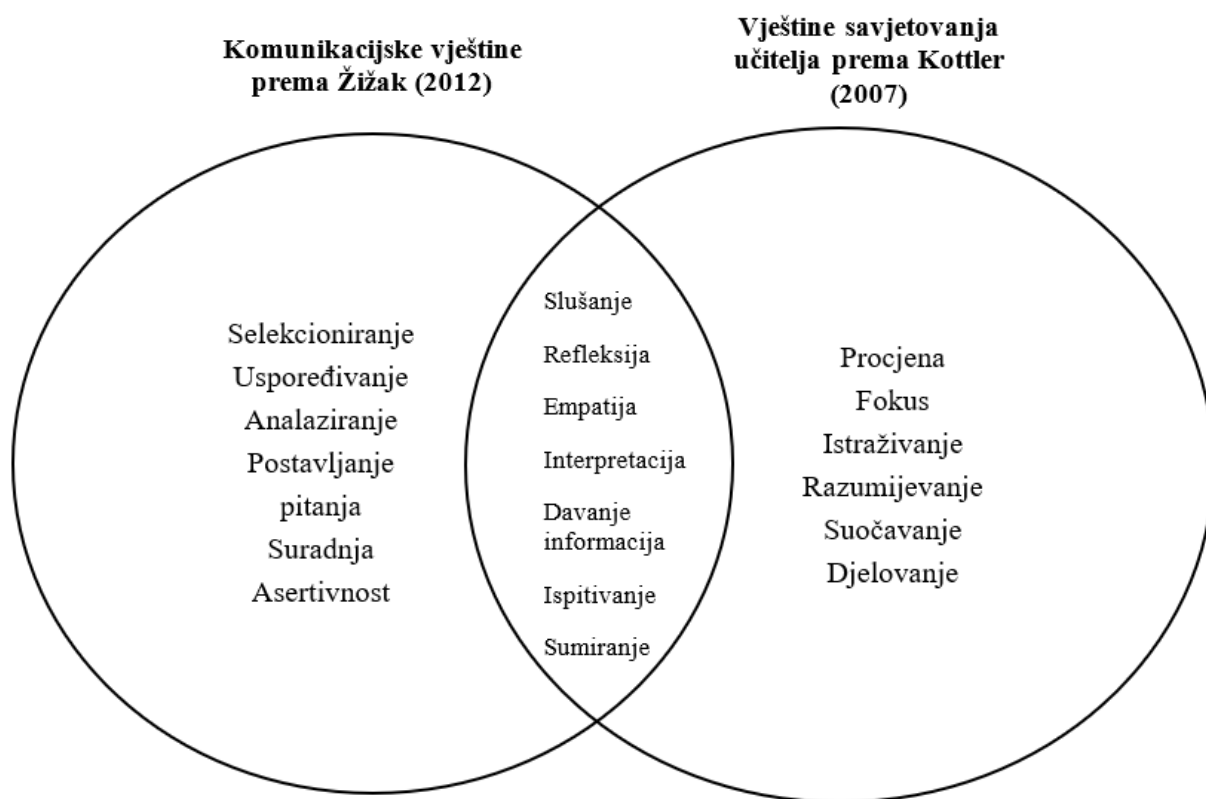 Komunikacijske vještine
prema Žižak (2012)
Vještine savjetovanja
učitelja prema Kottler
(2007)
Selekcioniranje
Uspoređivanje
Analaziranje
Postavljanje
pitanja
Suradnja
Asertivnost
Slušanje
Refleksija
Empatija
Interpretacija
Davanje
informacija
Ispitivanje
Sumiranje
Procjena
Fokus
Istraživanje
Razumijevanje
Suočavanje
Djelovanje